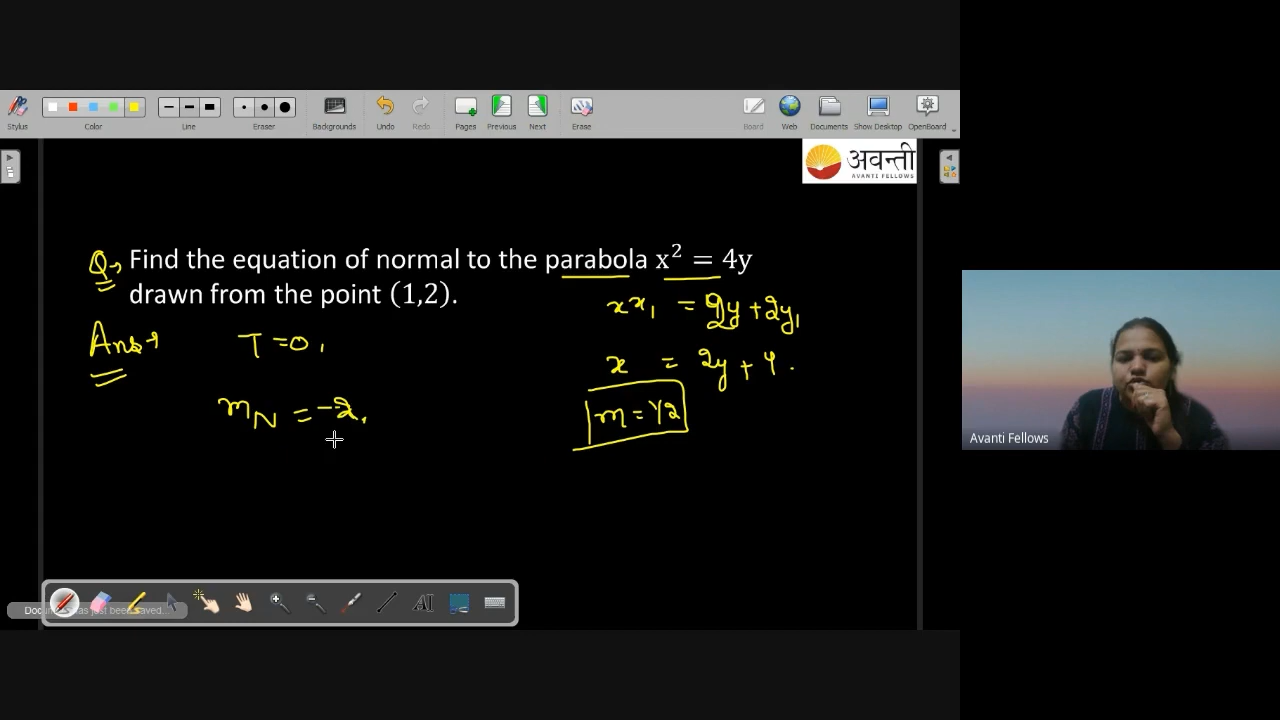 Stylus
Color
Line
Eraser
Backgrounds
Undo
Redo
Pages
Previous
Next
Erase
Board
Web
Documents
Show Desktop
OpenBoard
अवन्ती
AVANTI FELLOWS
Q→ Find the equation of normal to the parabola x² = 4y
drawn from the point (1,2).
xx₁ = 2y + 2y₁
Ans→ T = 0,
x = 2y + 4.
m_N = -2,
m = 1/2
Avanti Fellows
AI